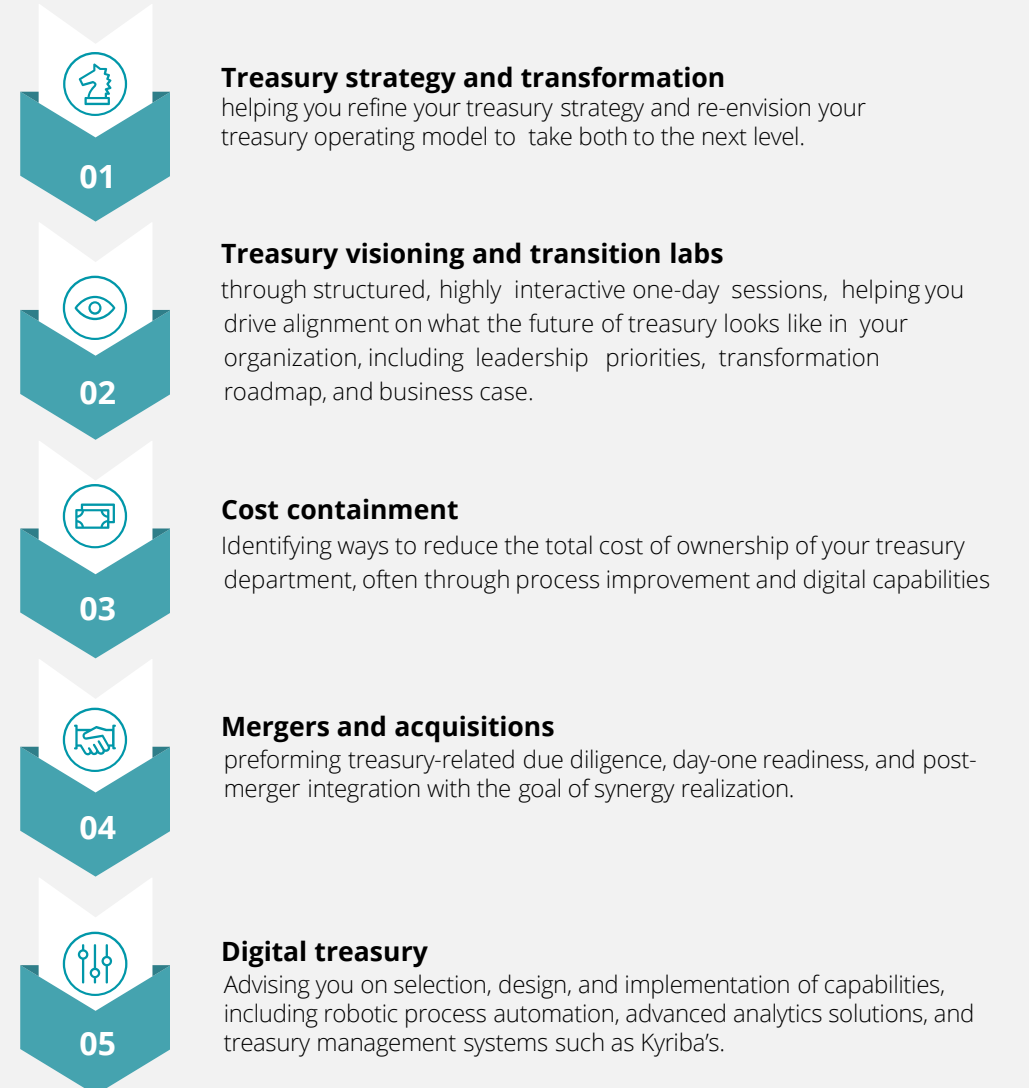 Treasury strategy and transformation
helping you refine your treasury strategy and re-envision your
treasury operating model to take both to the next level.
01
Treasury visioning and transition labs
through structured, highly interactive one-day sessions, helping you
drive alignment on what the future of treasury looks like in your
organization, including leadership priorities, transformation
roadmap, and business case.
02
Cost containment
Identifying ways to reduce the total cost of ownership of your treasury
department, often through process improvement and digital capabilities
03
Mergers and acquisitions
preforming treasury-related due diligence, day-one readiness, and post-
merger integration with the goal of synergy realization.
04
Digital treasury
Advising you on selection, design, and implementation of capabilities,
including robotic process automation, advanced analytics solutions, and
treasury management systems such as Kyriba’s.
05